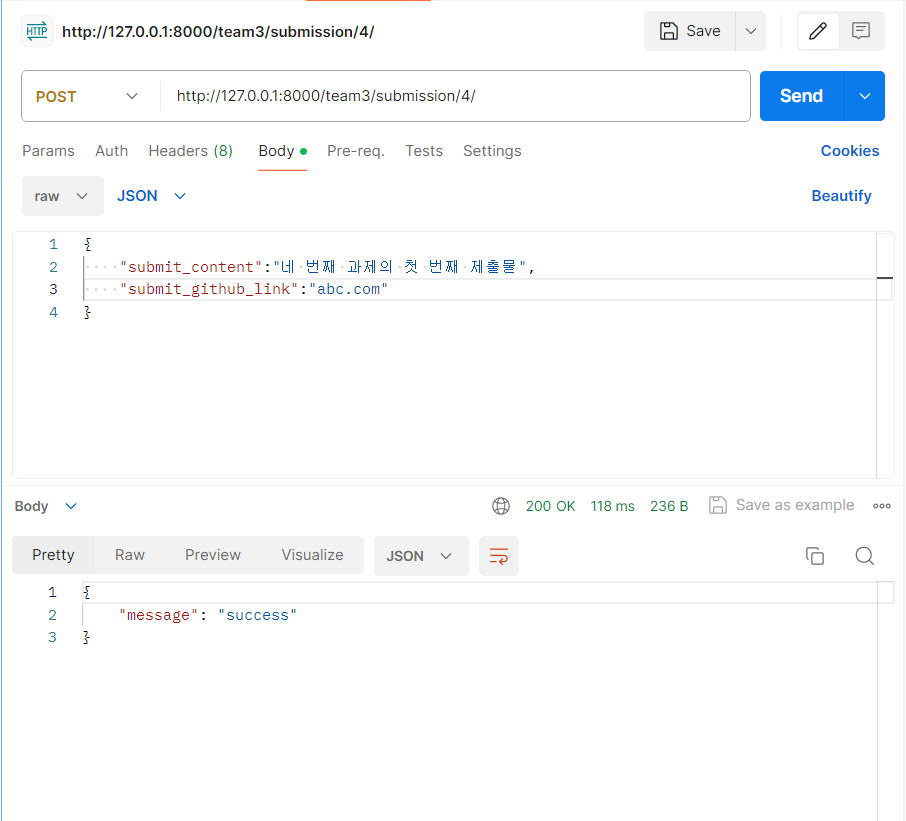 HTTP http://127.0.0.1:8000/team3/submission/4/ Save
POST http://127.0.0.1:8000/team3/submission/4/ Send
Params Auth Headers (8) Body Pre-req. Tests Settings Cookies
raw JSON Beautify
1 {
2 "submit_content":"네 번째 과제의 첫 번째 제출물",
3 "submit_github_link":"abc.com"
4 }
Body 200 OK 118 ms 236 B Save as example
Pretty Raw Preview Visualize JSON
1 {
2 "message": "success"
3 }